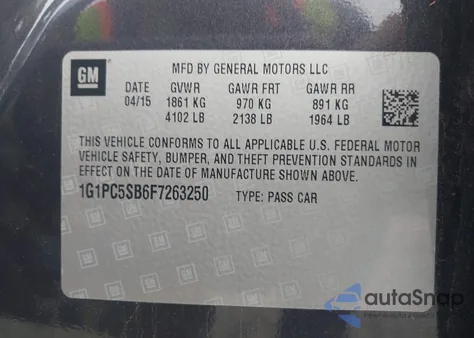 GM
MFD BY GENERAL MOTORS LLC
DATE GVWR GAWR FRT GAWR RR
04/15 1861 KG 970 KG 891 KG
4102 LB 2138 LB 1964 LB
THIS VEHICLE CONFORMS TO ALL APPLICABLE U.S. FEDERAL MOTOR
VEHICLE SAFETY, BUMPER, AND THEFT PREVENTION STANDARDS IN
EFFECT ON THE DATE OF MANUFACTURE SHOWN ABOVE.
1G1PC5SB6F7263250 TYPE: PASS CAR
autoSnap